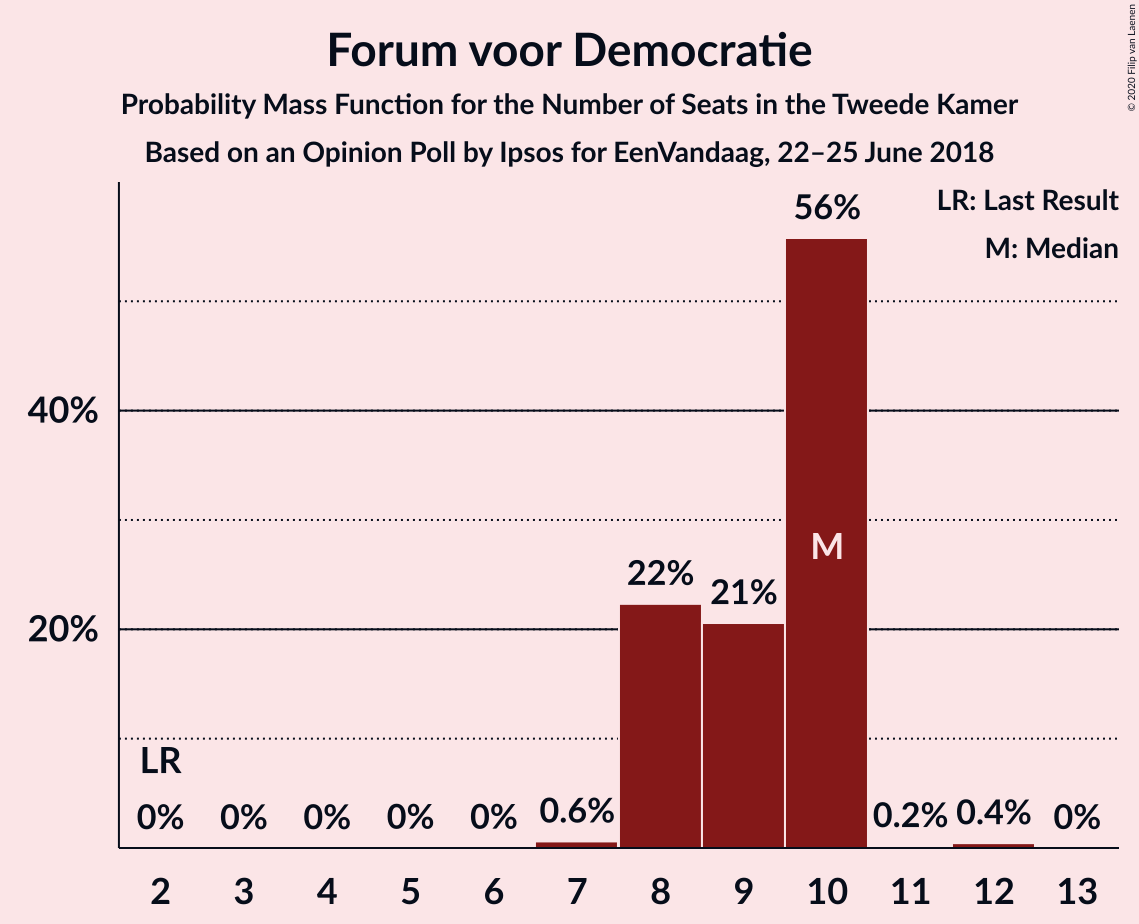 Forum voor Democratie
Probability Mass Function for the Number of Seats in the Tweede Kamer
Based on an Opinion Poll by Ipsos for EenVandaag, 22–25 June 2018
© 2020 Filip van Laenen
LR: Last Result
M: Median
56%
40%
M
22%
21%
20%
LR
0% 0% 0% 0% 0% 0.6% 0.2% 0.4% 0%
2 3 4 5 6 7 8 9 10 11 12 13